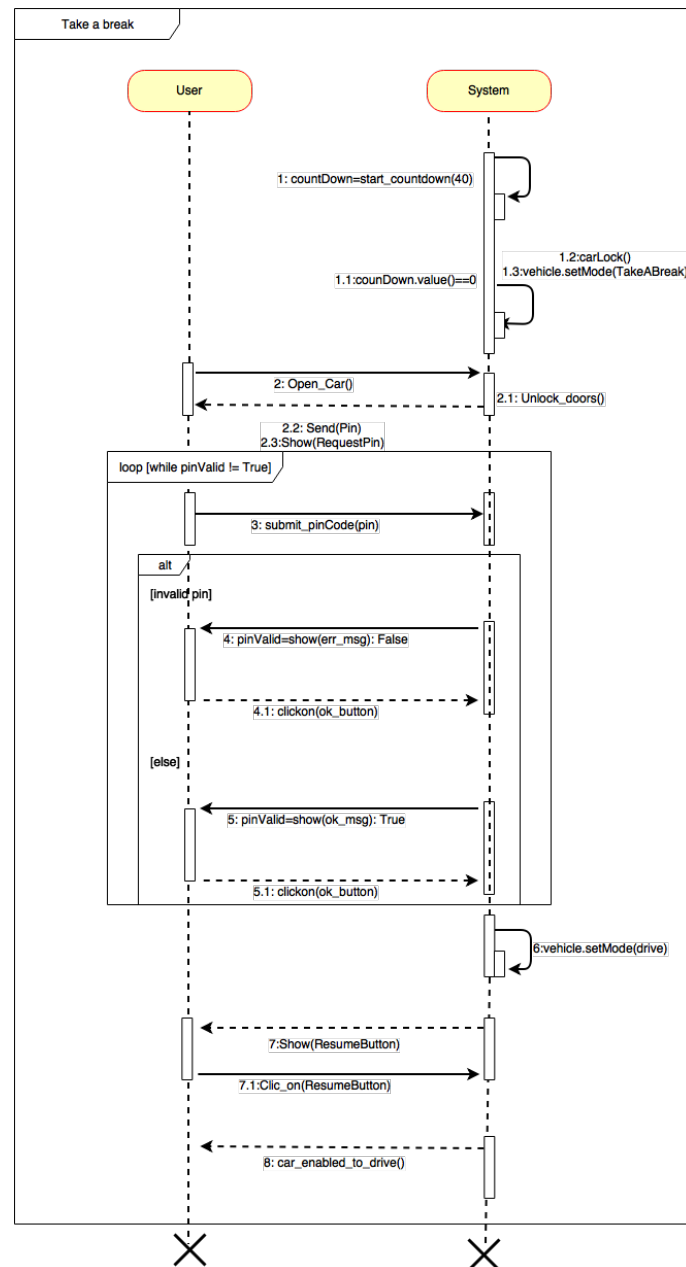 Take a break
User
System
1: countDown=start_countdown(40)
1.2:carLock()
1.3:vehicle.setMode(TakeABreak)
1.1:counDown.value()==0
2: Open_Car()
2.1: Unlock_doors()
2.2: Send(Pin)
2.3:Show(RequestPin)
loop [while pinValid != True]
3: submit_pinCode(pin)
alt
[invalid pin]
4: pinValid=show(err_msg): False
4.1: clickon(ok_button)
[else]
5: pinValid=show(ok_msg): True
5.1: clickon(ok_button)
6:vehicle.setMode(drive)
7:Show(ResumeButton)
7.1:Clic_on(ResumeButton)
8: car_enabled_to_drive()